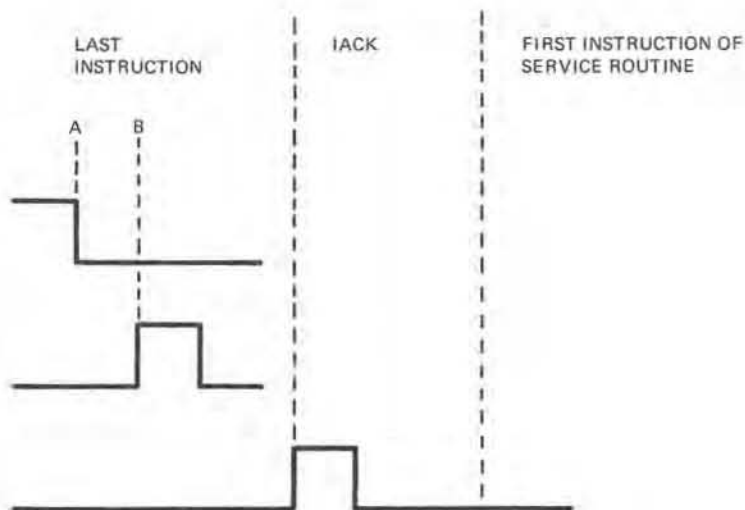 LAST
INSTRUCTION
IACK
FIRST INSTRUCTION OF
SERVICE ROUTINE
A
B